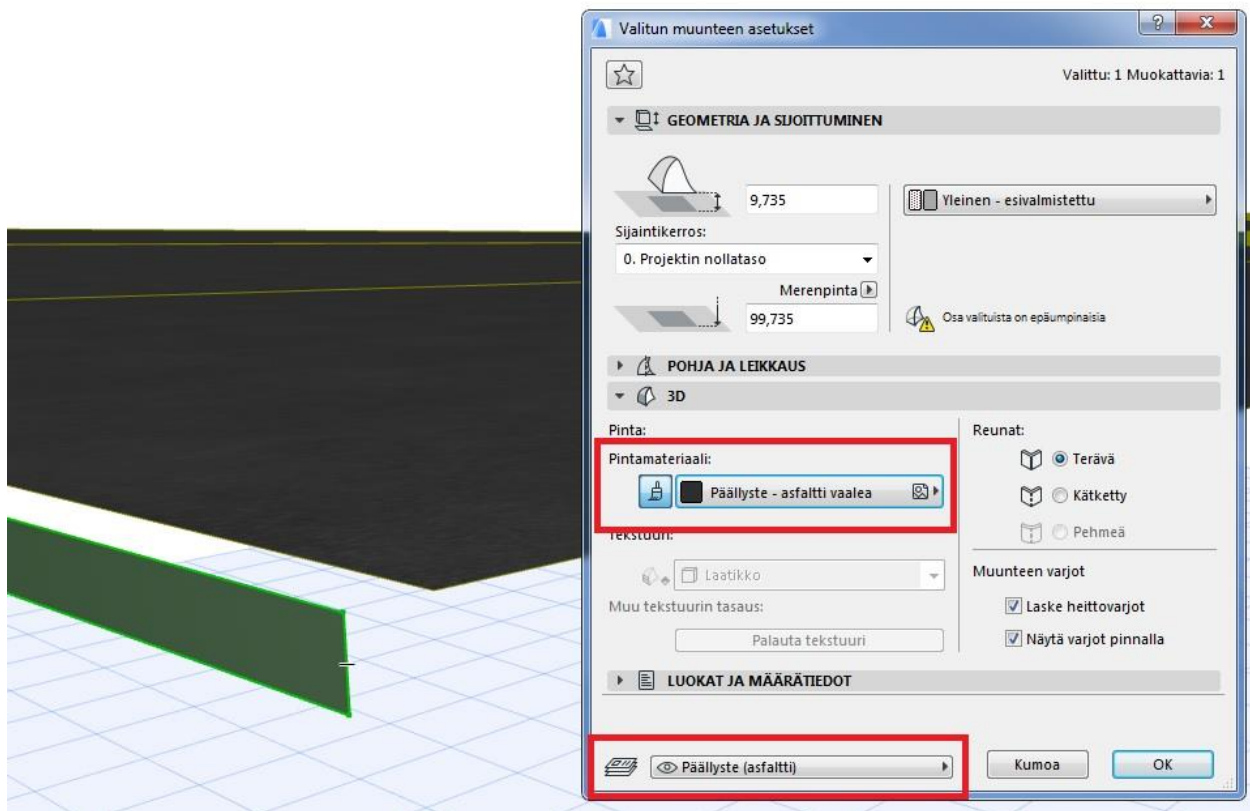 Valitun muunteen asetukset
Valittu: 1 Muokattavia: 1
GEOMETRIA JA SIJOITTUMINEN
9,735
Yleinen - esivalmistettu
Sijaintikerros:
0. Projektin nollataso
Merenpinta
99,735
Osa valituista on epäumpinaisia
POHJA JA LEIKKAUS
3D
Pinta:
Reunat:
Pintamateriaali:
Terävä
Päällyste - asfaltti vaalea
Kätketty
Pehmeä
Tekstuuri:
Laatikko
Muunteen varjot
Muu tekstuurin tasaus:
Laske heittovarjot
Palauta tekstuuri
Näytä varjot pinnalla
LUOKAT JA MÄÄRÄTIEDOT
Päällyste (asfaltti)
Kumoa
OK